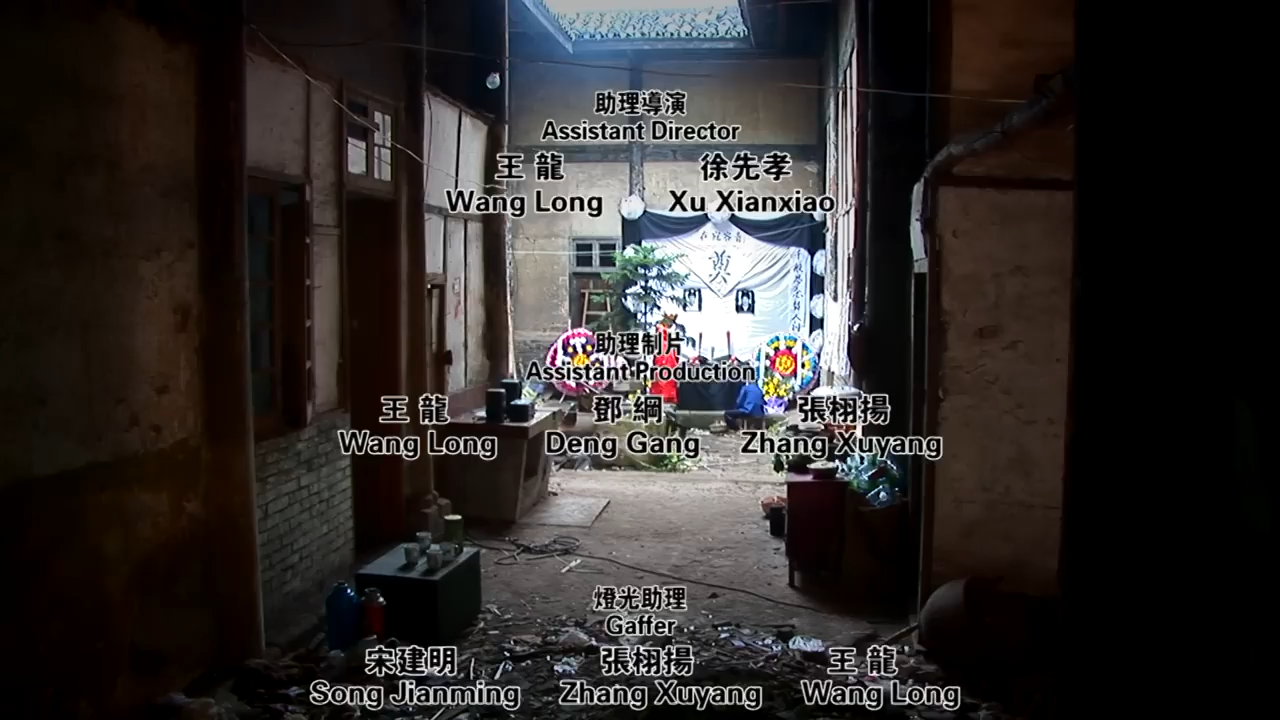 助理導演
Assistant Director
王 龍 徐先孝
Wang Long Xu Xianxiao
奠
助理制片
Assistant Production
王 龍 鄧 綱 張栩揚
Wang Long Deng Gang Zhang Xuyang
燈光助理
Gaffer
宋建明 張栩揚 王 龍
Song Jianming Zhang Xuyang Wang Long